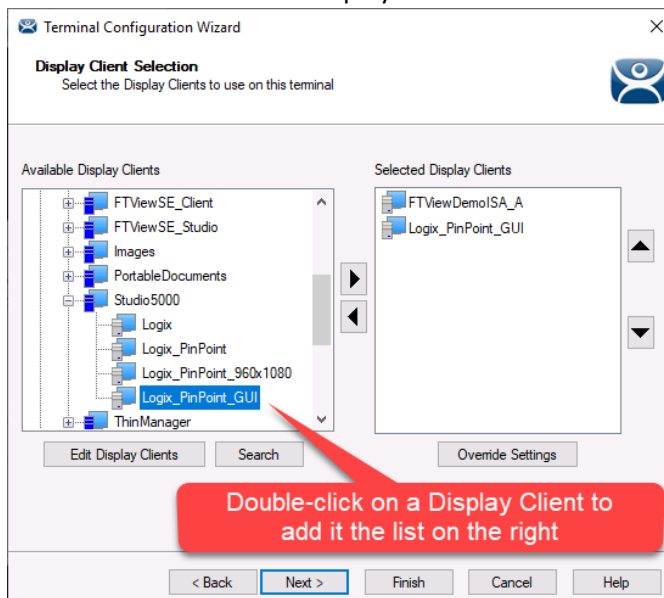 Terminal Configuration Wizard
Display Client Selection
Select the Display Clients to use on this terminal
Available Display Clients
FTViewSE_Client
FTViewSE_Studio
Images
PortableDocuments
Studio5000
Logix
Logix_PinPoint
Logix_PinPoint_960x1080
Logix_PinPoint_GUI
ThinManager
Edit Display Clients
Search
Selected Display Clients
FTViewDemoISA_A
Logix_PinPoint_GUI
Override Settings
Double-click on a Display Client to
add it the list on the right
< Back
Next >
Finish
Cancel
Help